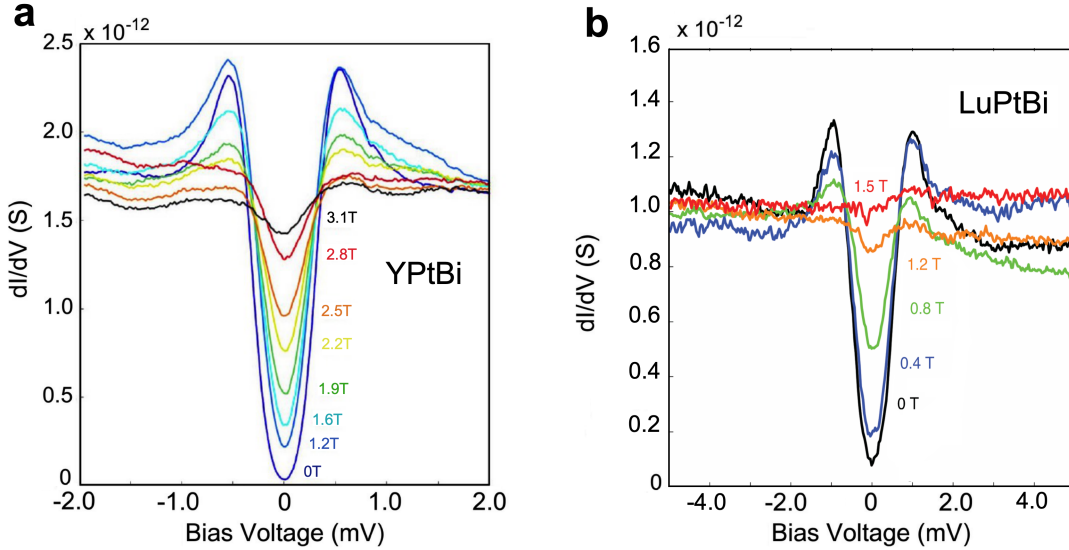 a
x 10-12
2.5
2.0
1.5
1.0
0.5
0
dI/dV (S)
-2.0
-1.0
0
1.0
2.0
Bias Voltage (mV)
YPtBi
3.1T
2.8T
2.5T
2.2T
1.9T
1.6T
1.2T
0T
b
x 10-12
1.6
1.4
1.2
1.0
0.8
0.6
0.4
0.2
0
dI/dV (S)
-4.0
-2.0
0
2.0
4.0
Bias Voltage (mV)
LuPtBi
1.5 T
1.2 T
0.8 T
0.4 T
0 T